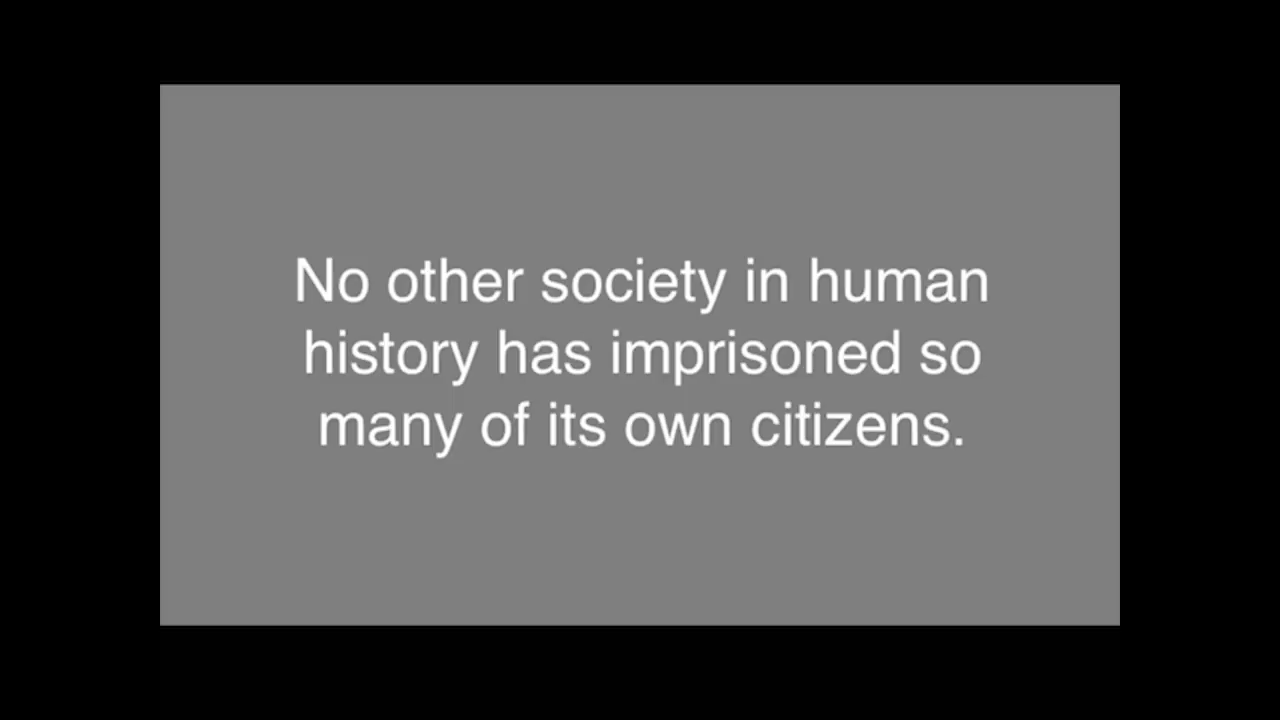 No other society in human
history has imprisoned so
many of its own citizens.